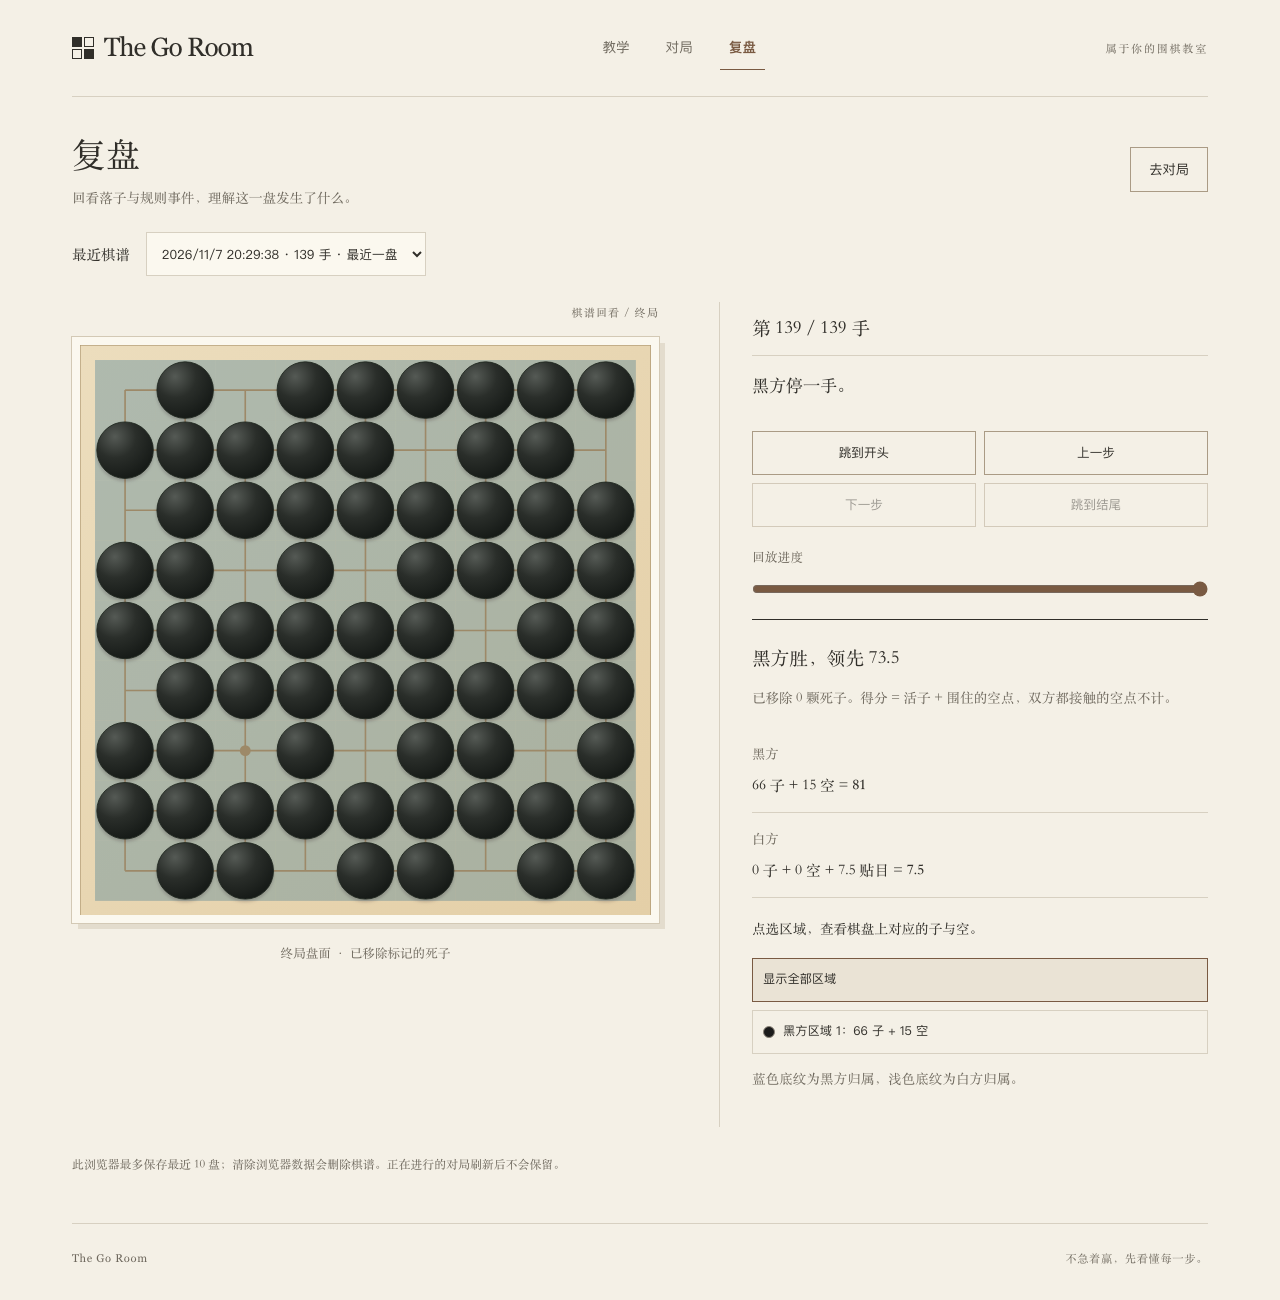 The Go Room
教学
对局
复盘
属于你的围棋教室
复盘
回看落子与规则事件，理解这一盘发生了什么。
去对局
最近棋谱
2026/11/7 20:29:38 · 139 手 · 最近一盘
棋谱回看 / 终局
终局盘面 · 已移除标记的死子
第 139 / 139 手
黑方停一手。
跳到开头
上一步
下一步
跳到结尾
回放进度
黑方胜，领先 73.5
已移除 0 颗死子。得分 = 活子 + 围住的空点，双方都接触的空点不计。
黑方
66 子 + 15 空 = 81
白方
0 子 + 0 空 + 7.5 贴目 = 7.5
点选区域，查看棋盘上对应的子与空。
显示全部区域
黑方区域 1：66 子 + 15 空
蓝色底纹为黑方归属，浅色底纹为白方归属。
此浏览器最多保存最近 10 盘；清除浏览器数据会删除棋谱。正在进行的对局刷新后不会保留。
The Go Room
不急着赢，先看懂每一步。